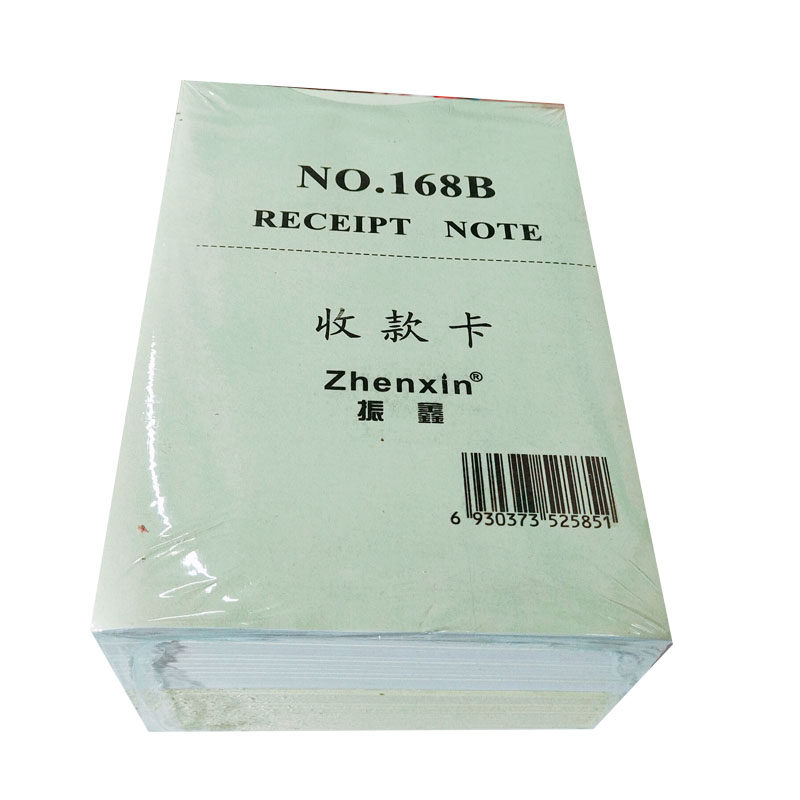 NO.168B
RECEIPT NOTE
收款卡
Zhenxin®
振鑫
6 930373 525851